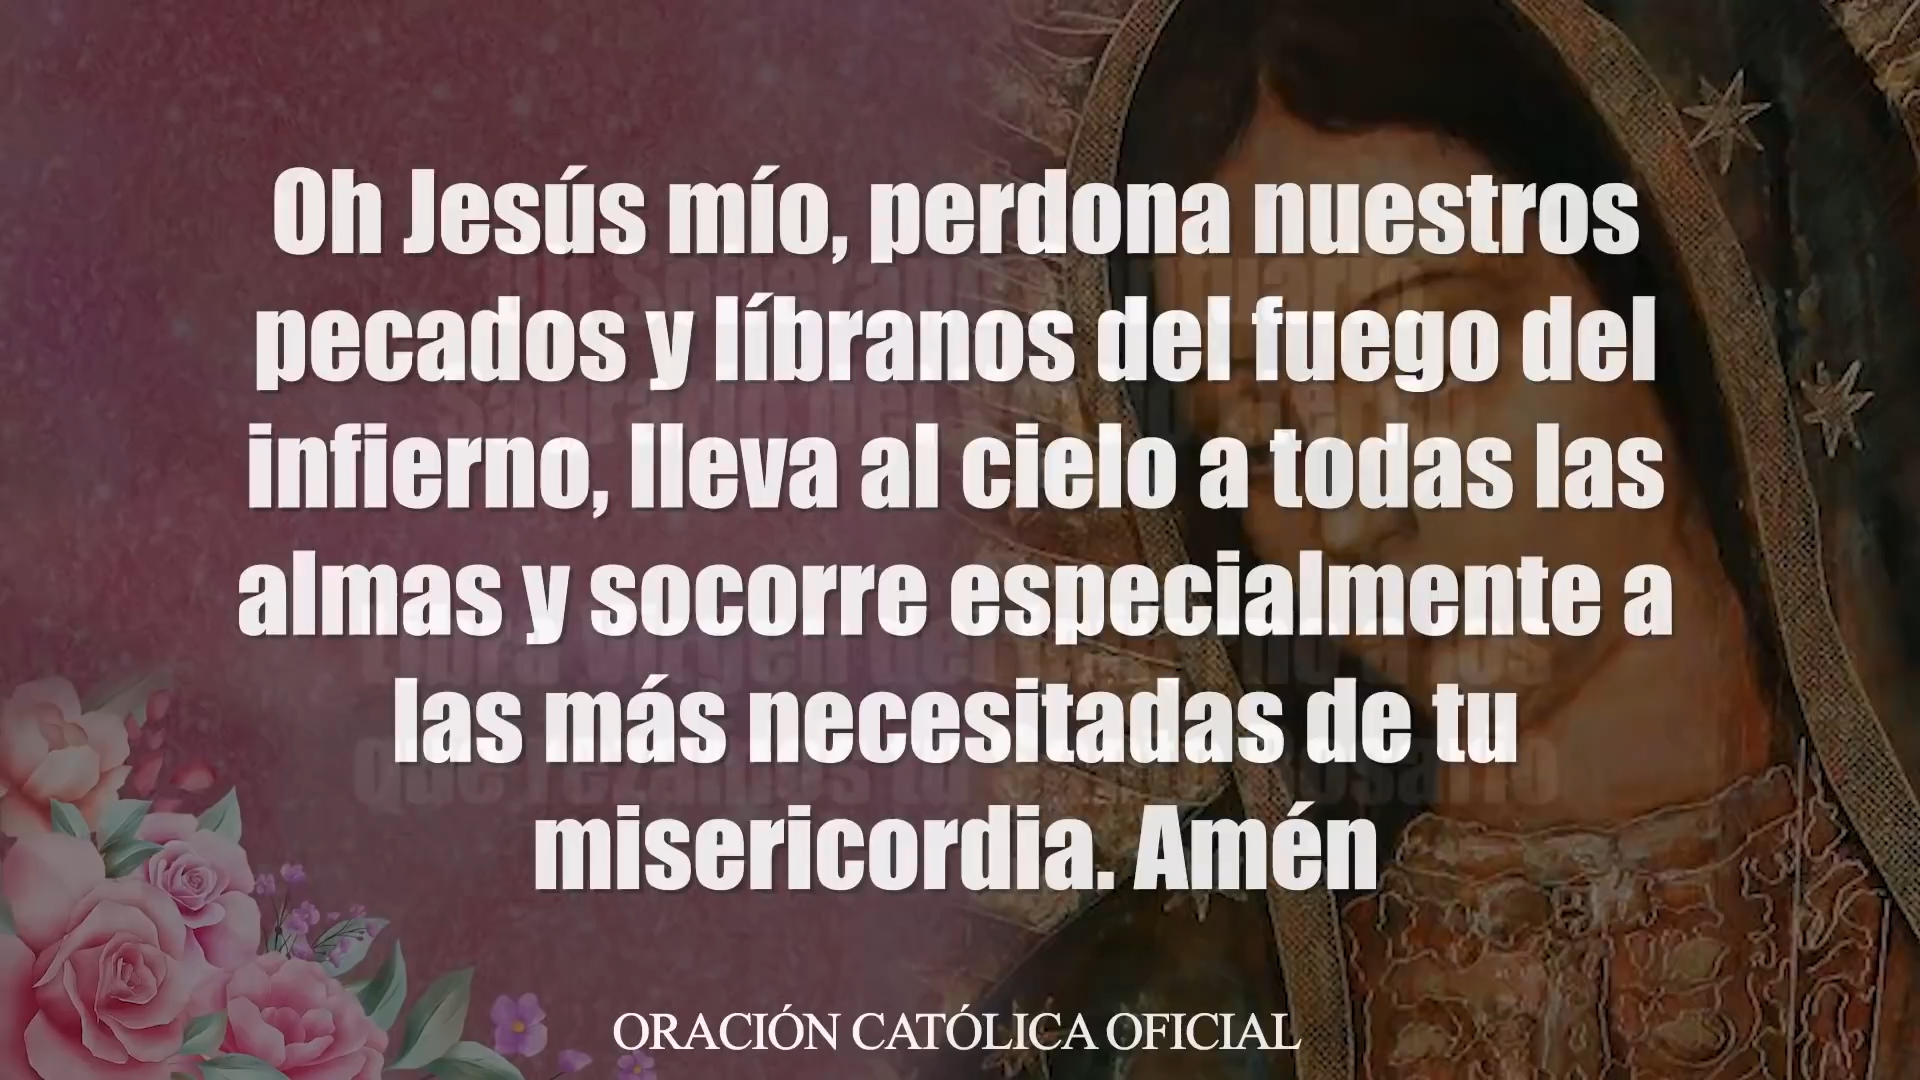 Oh Jesús mío, perdona nuestros
pecados y líbranos del fuego del
infierno, lleva al cielo a todas las
almas y socorre especialmente a
las más necesitadas de tu
misericordia. Amén
ORACIÓN CATÓLICA OFICIAL